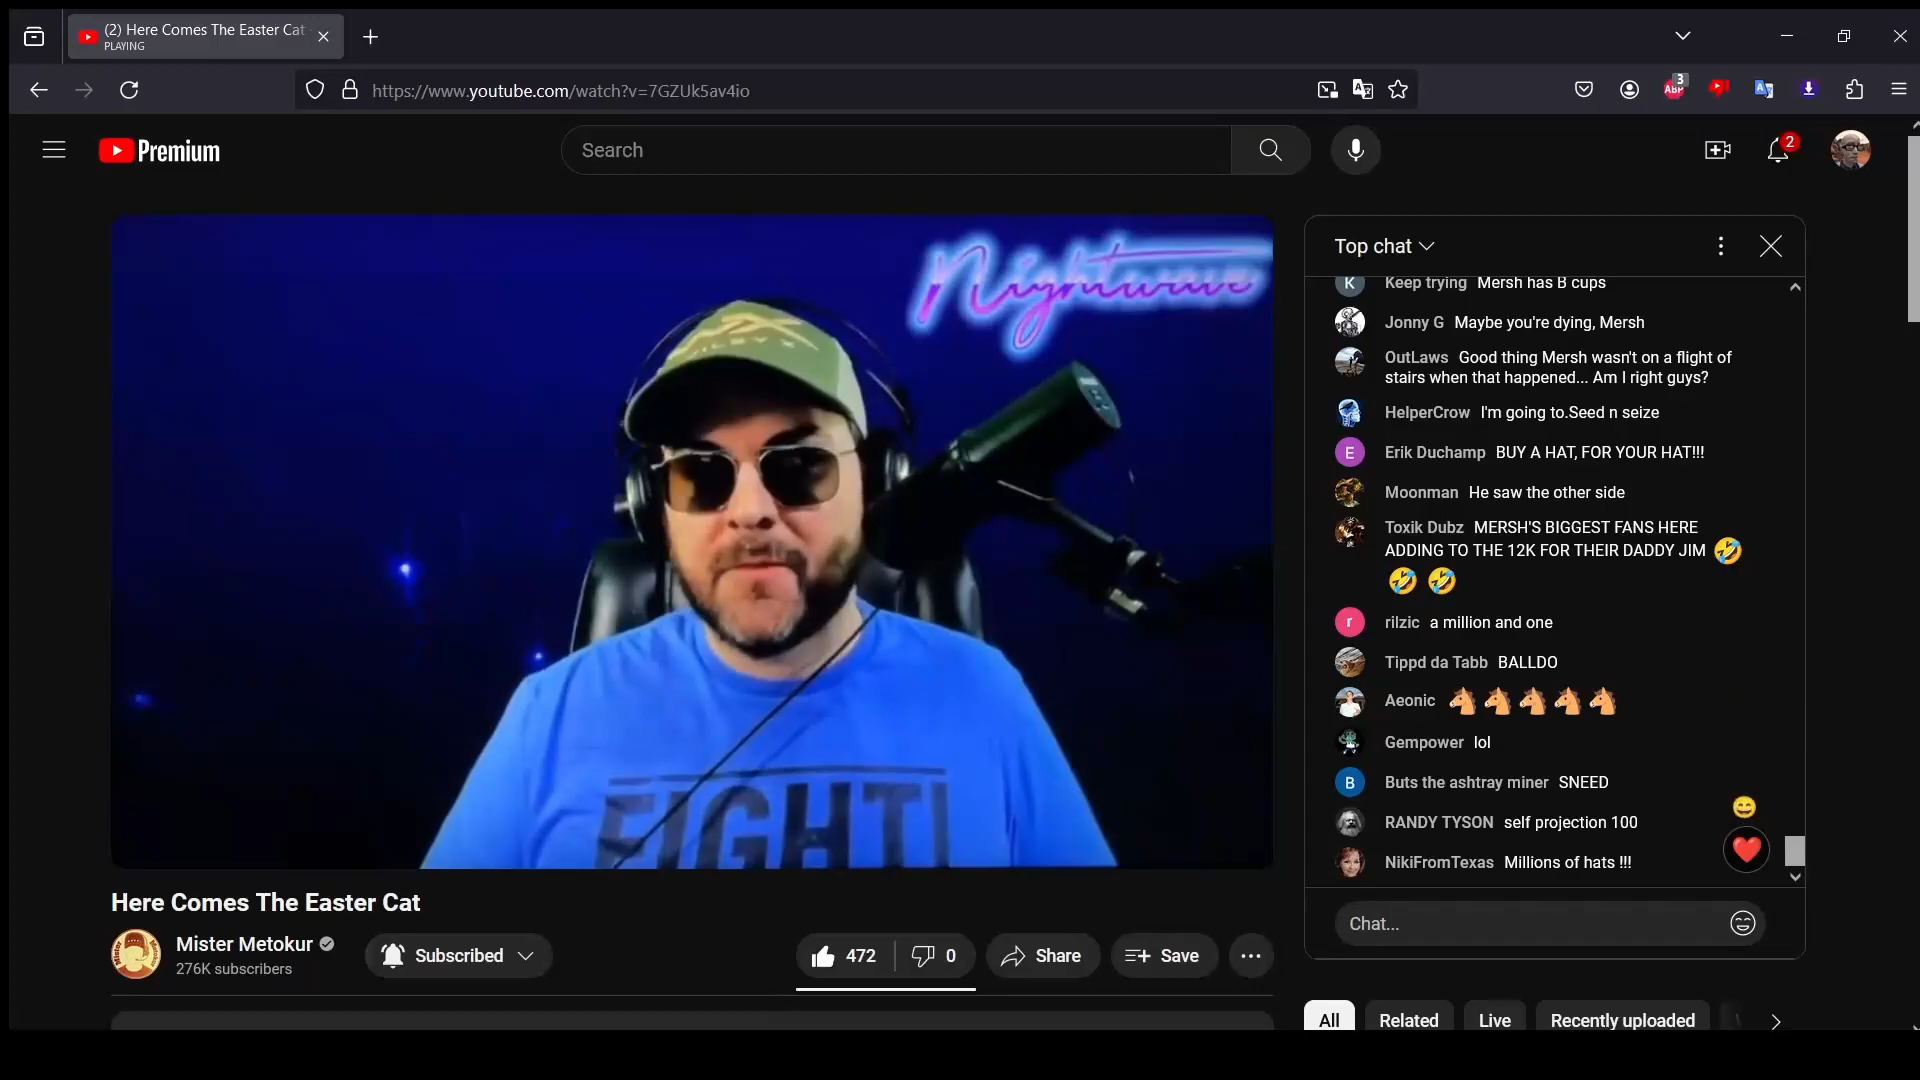 (2) Here Comes The Easter Cat
PLAYING
https://www.youtube.com/watch?v=7GZUk5av4io
ABP
3
Premium
Search
2
Nightwave
WILEY X
FIGHT
Top chat
Keep trying Mersh has B cups
Jonny G Maybe you're dying, Mersh
OutLaws Good thing Mersh wasn't on a flight of
stairs when that happened... Am I right guys?
HelperCrow I'm going to.Seed n seize
Erik Duchamp BUY A HAT, FOR YOUR HAT!!!
Moonman He saw the other side
Toxik Dubz MERSH'S BIGGEST FANS HERE
ADDING TO THE 12K FOR THEIR DADDY JIM 🤣
🤣 🤣
rilzic a million and one
Tippd da Tabb BALLDO
Aeonic 🐴🐴🐴🐴🐴
Gempower lol
Buts the ashtray miner SNEED
RANDY TYSON self projection 100
NikiFromTexas Millions of hats !!!
Chat...
Here Comes The Easter Cat
Mister Metokur
276K subscribers
Subscribed
472
0
Share
Save
All
Related
Live
Recently uploaded